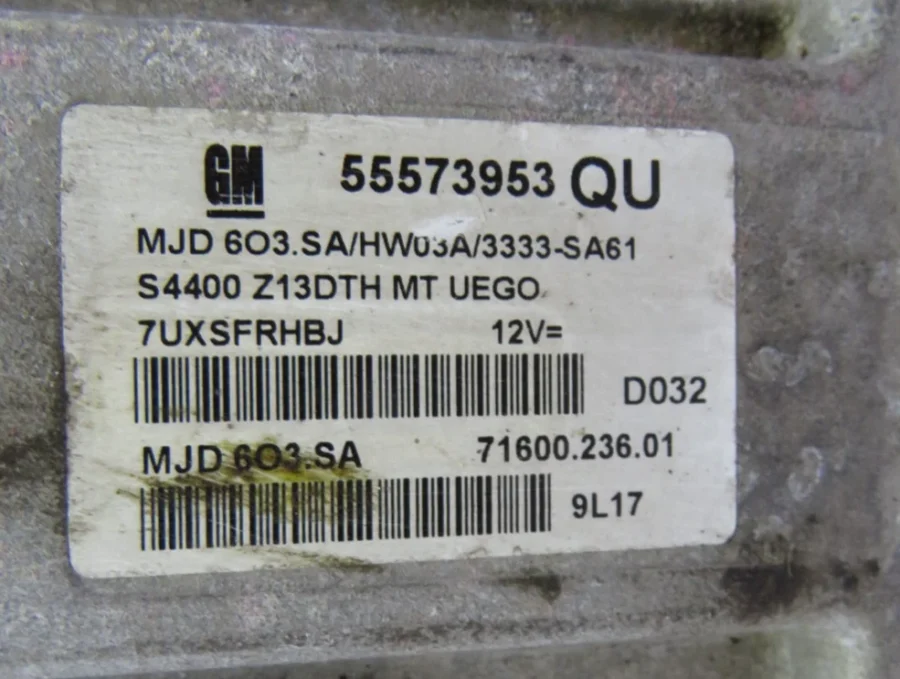 GM 55573953 QU
MJD 6O3.SA/HW03A/3333-SA61
S4400 Z13DTH MT UEGO
7UXSFRHBJ 12V=
D032
MJD 6O3.SA 71600.236.01
9L17